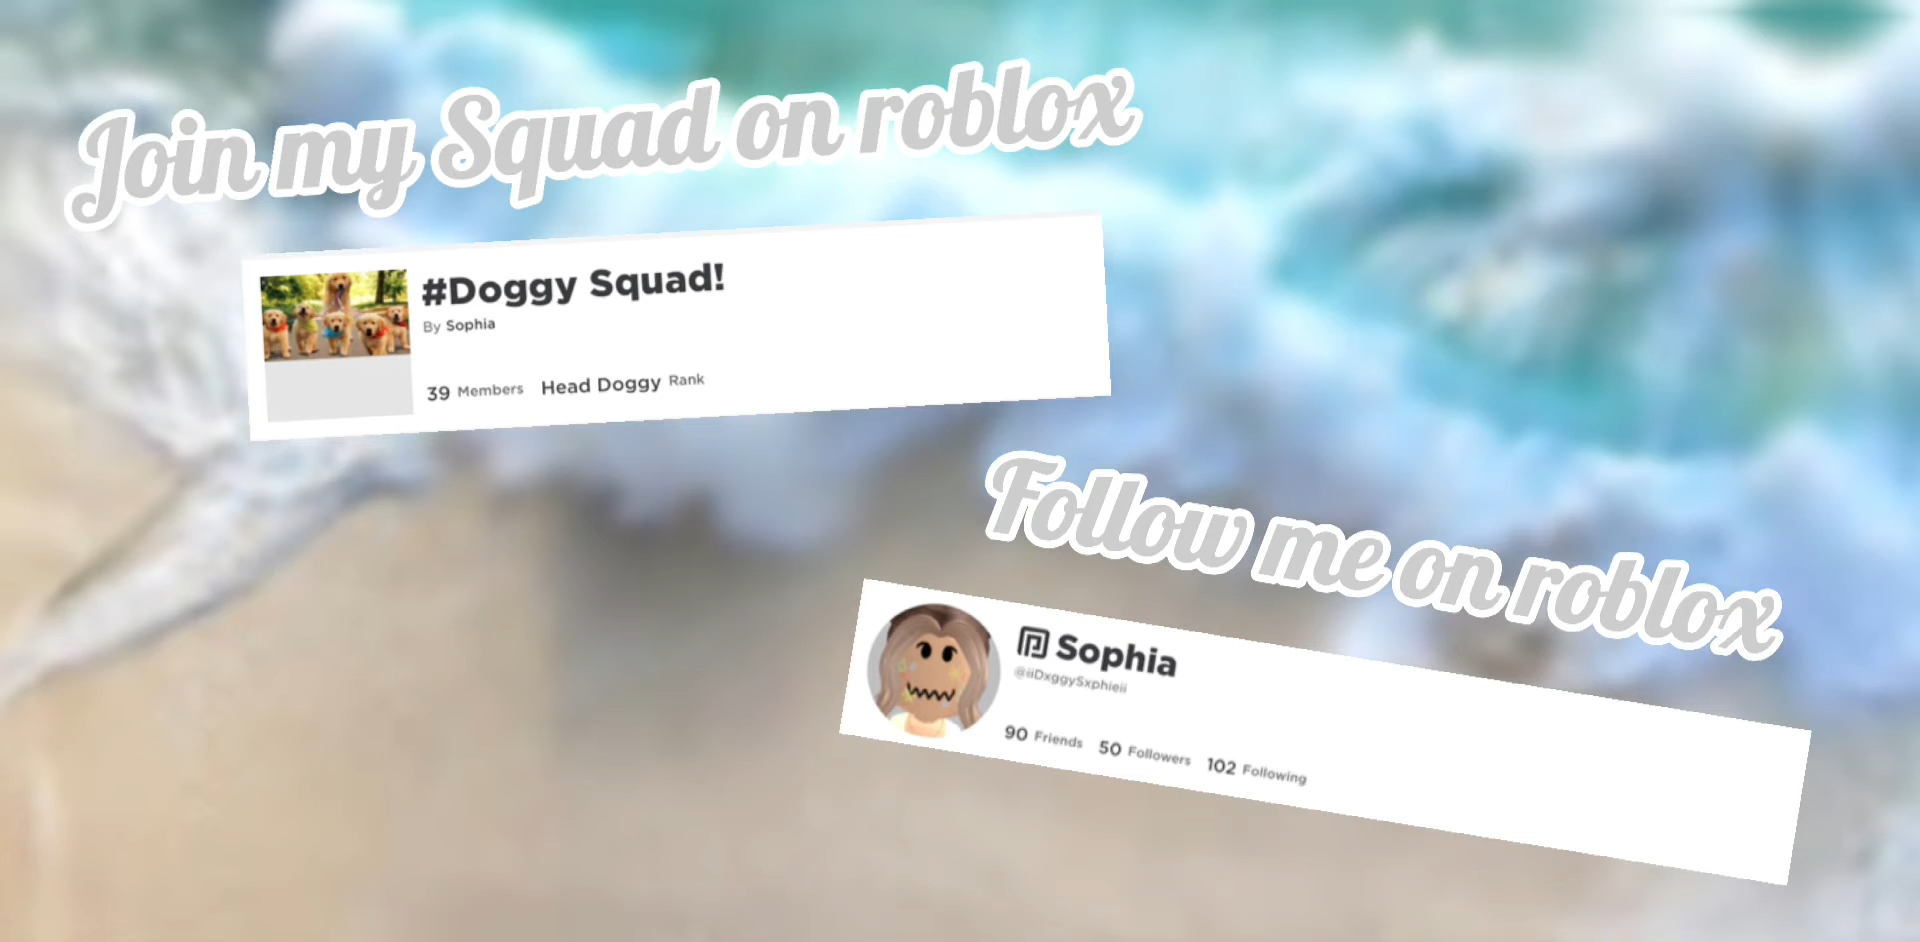 Join my Squad on roblox
#Doggy Squad!
By Sophia
39 Members Head Doggy Rank
Follow me on roblox
Sophia
@iiDxggySxphieii
90 Friends 50 Followers 102 Following